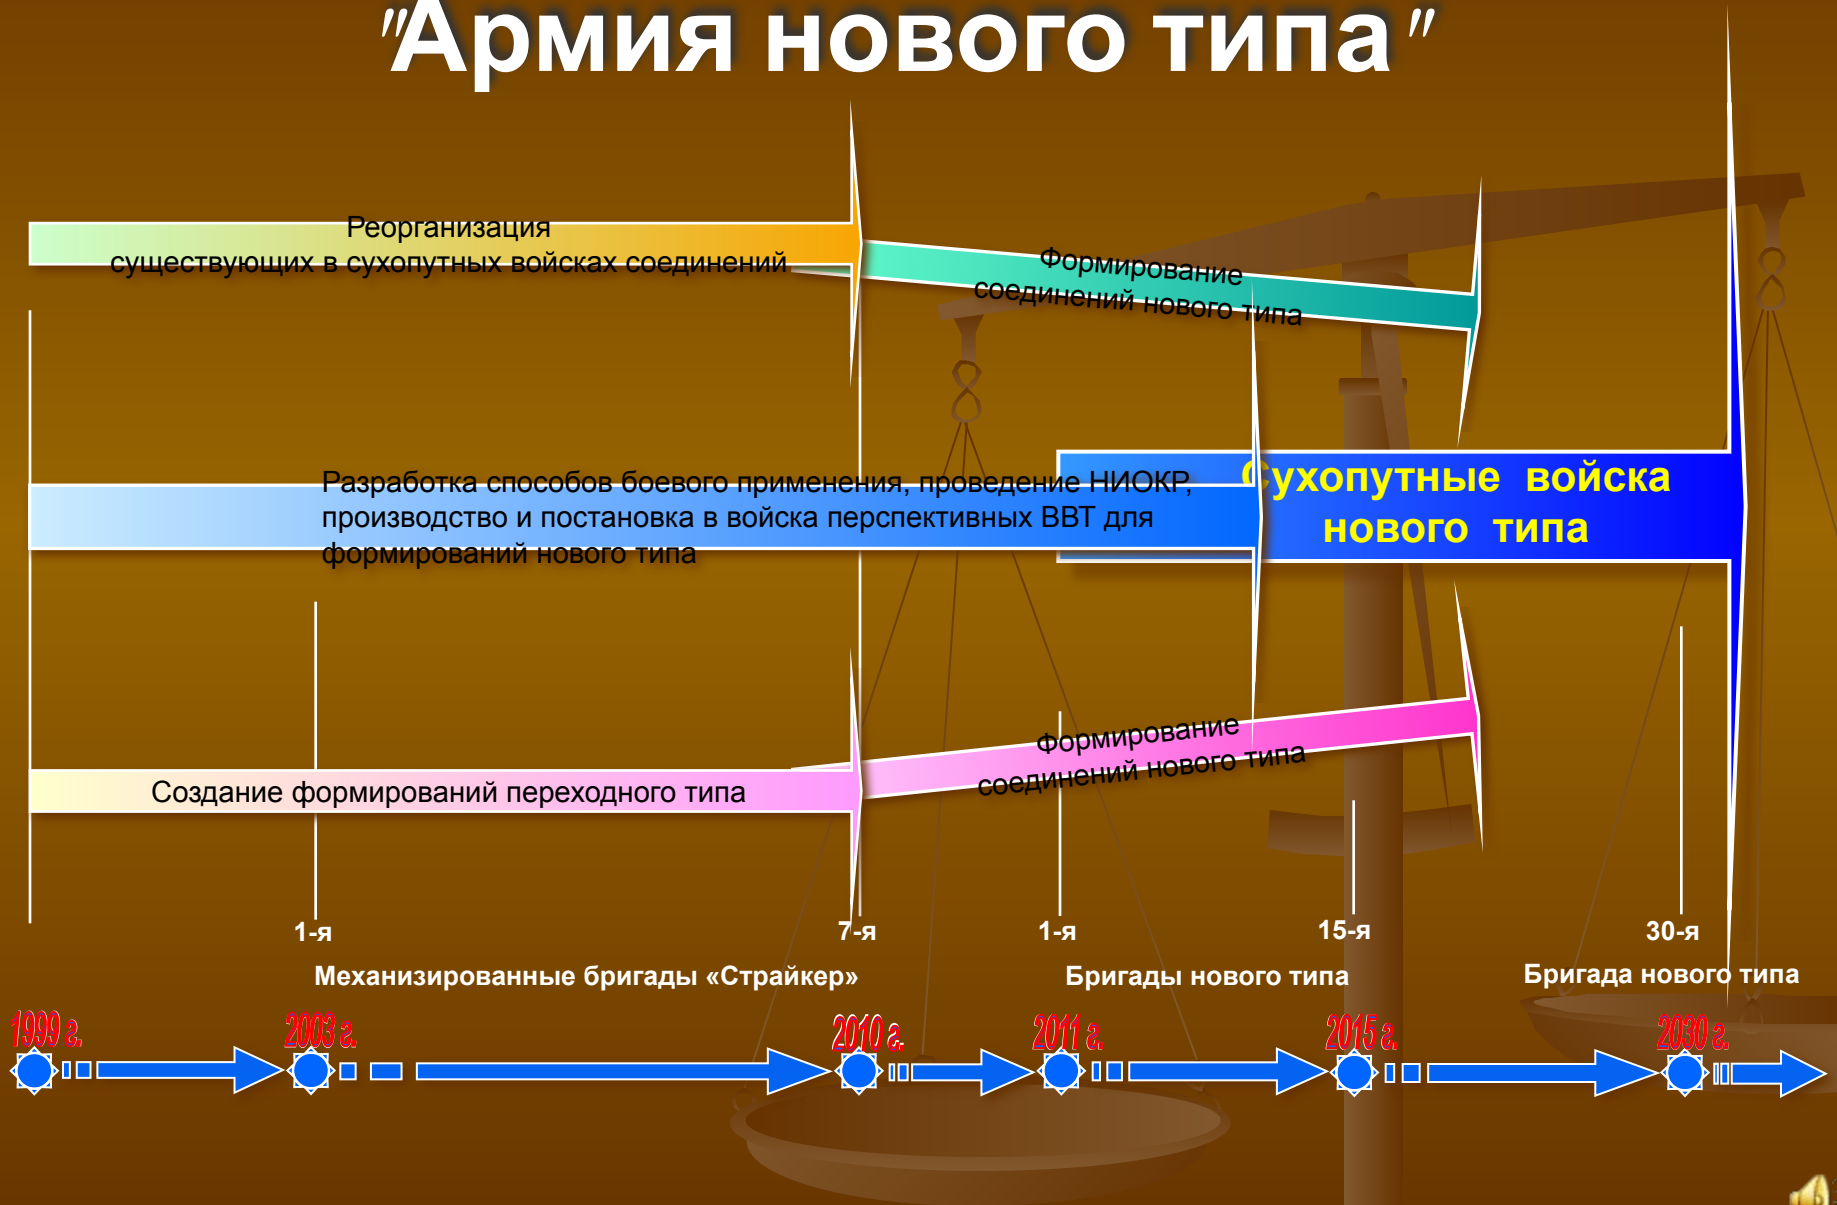 "Армия нового типа"
Реорганизация
существующих в сухопутных войсках соединений
Формирование
соединений нового типа
Разработка способов боевого применения, проведение НИОКР,
производство и постановка в войска перспективных ВВТ для
формирований нового типа
Сухопутные войска
нового типа
Формирование
соединений нового типа
Создание формирований переходного типа
1-я 7-я 1-я 15-я 30-я
Механизированные бригады «Страйкер» Бригады нового типа Бригада нового типа
1999 г. 2003 г. 2010 г. 2011 г. 2015 г. 2030 г.